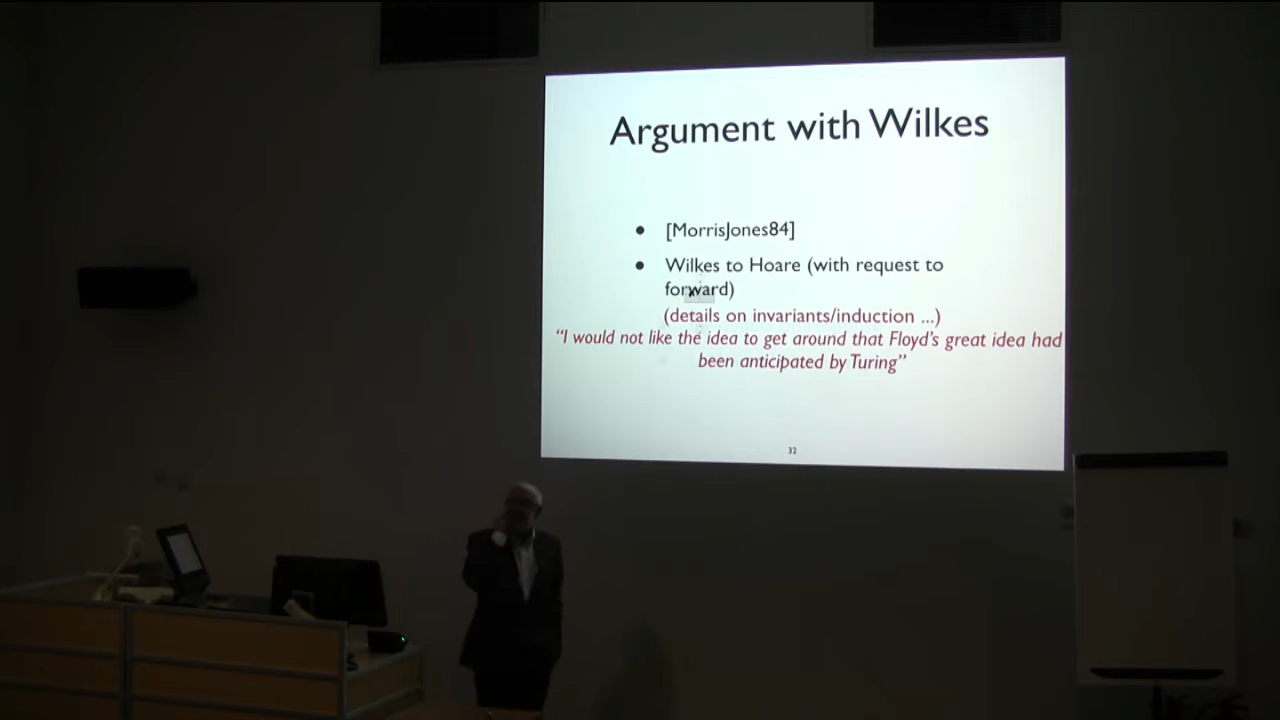 Argument with Wilkes
• [MorrisJones84]
• Wilkes to Hoare (with request to
forward)
(details on invariants/induction ...)
“I would not like the idea to get around that Floyd’s great idea had
been anticipated by Turing”
32